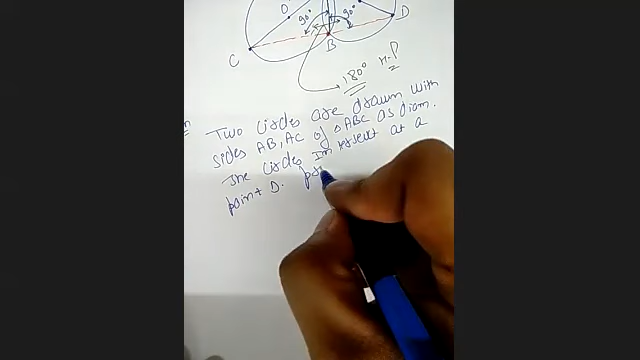 O'
90°
90°
C
B
D
180° H.P
Two circles are drawn with
sides AB, AC of △ABC as diam.
The circles Intersect at a
point D.